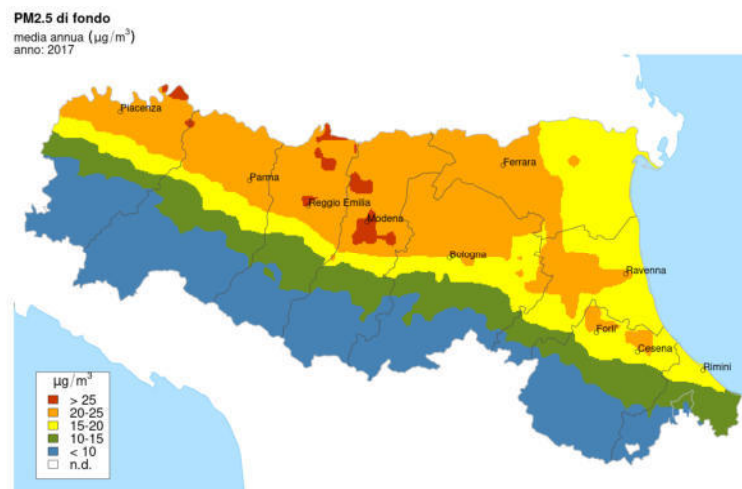 PM2.5 di fondo
media annua (µg/m³)
anno: 2017
Piacenza
Parma
Reggio Emilia
Modena
Ferrara
Bologna
Ravenna
Forli'
Cesena
Rimini
µg/m³
> 25
20-25
15-20
10-15
< 10
n.d.